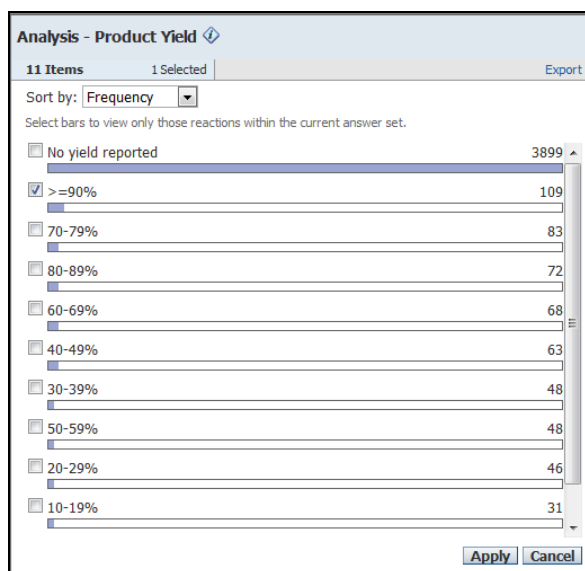 Analysis - Product Yield
11 Items 1 Selected Export
Sort by: Frequency
Select bars to view only those reactions within the current answer set.
No yield reported 3899
>=90% 109
70-79% 83
80-89% 72
60-69% 68
40-49% 63
30-39% 48
50-59% 48
20-29% 46
10-19% 31
Apply Cancel